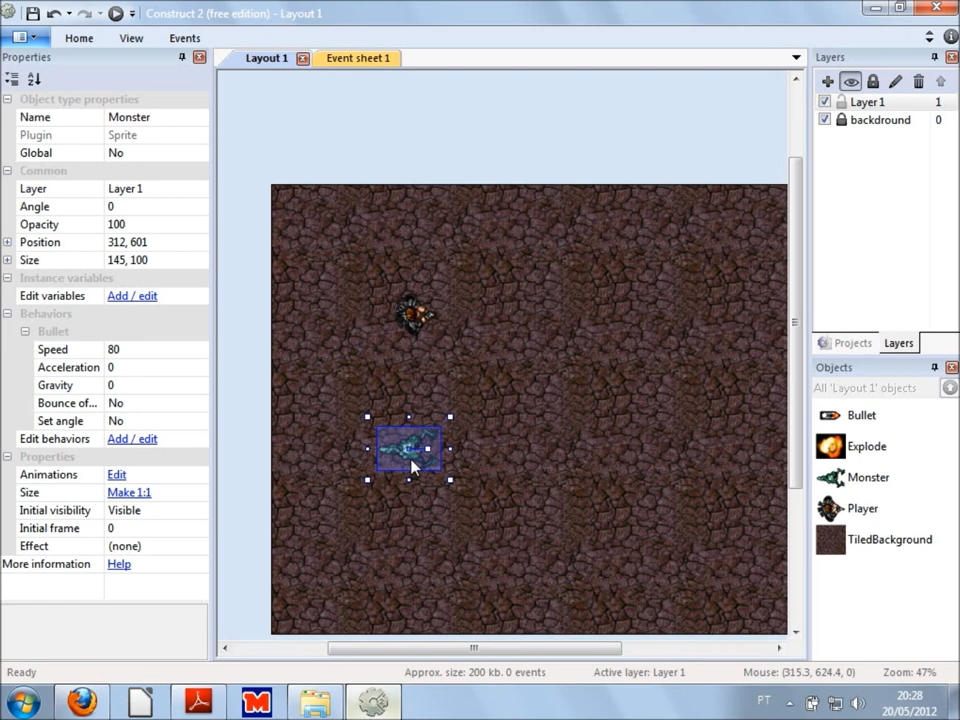 Construct 2 (free edition) - Layout 1
Home View Events
Properties
Layout 1 Event sheet 1
Layers
Object type properties
Name Monster
Plugin Sprite
Global No
Common
Layer Layer 1
Angle 0
Opacity 100
Position 312, 601
Size 145, 100
Instance variables
Edit variables Add / edit
Behaviors
Bullet
Speed 80
Acceleration 0
Gravity 0
Bounce of... No
Set angle No
Edit behaviors Add / edit
Properties
Animations Edit
Size Make 1:1
Initial visibility Visible
Initial frame 0
Effect (none)
More information Help
Layer 1 1
backdround 0
Projects Layers
Objects
All 'Layout 1' objects
Bullet
Explode
Monster
Player
TiledBackground
Ready
Approx. size: 200 kb. 0 events
Active layer: Layer 1
Mouse: (315.3, 624.4, 0)
Zoom: 47%
PT
20:28
20/05/2012